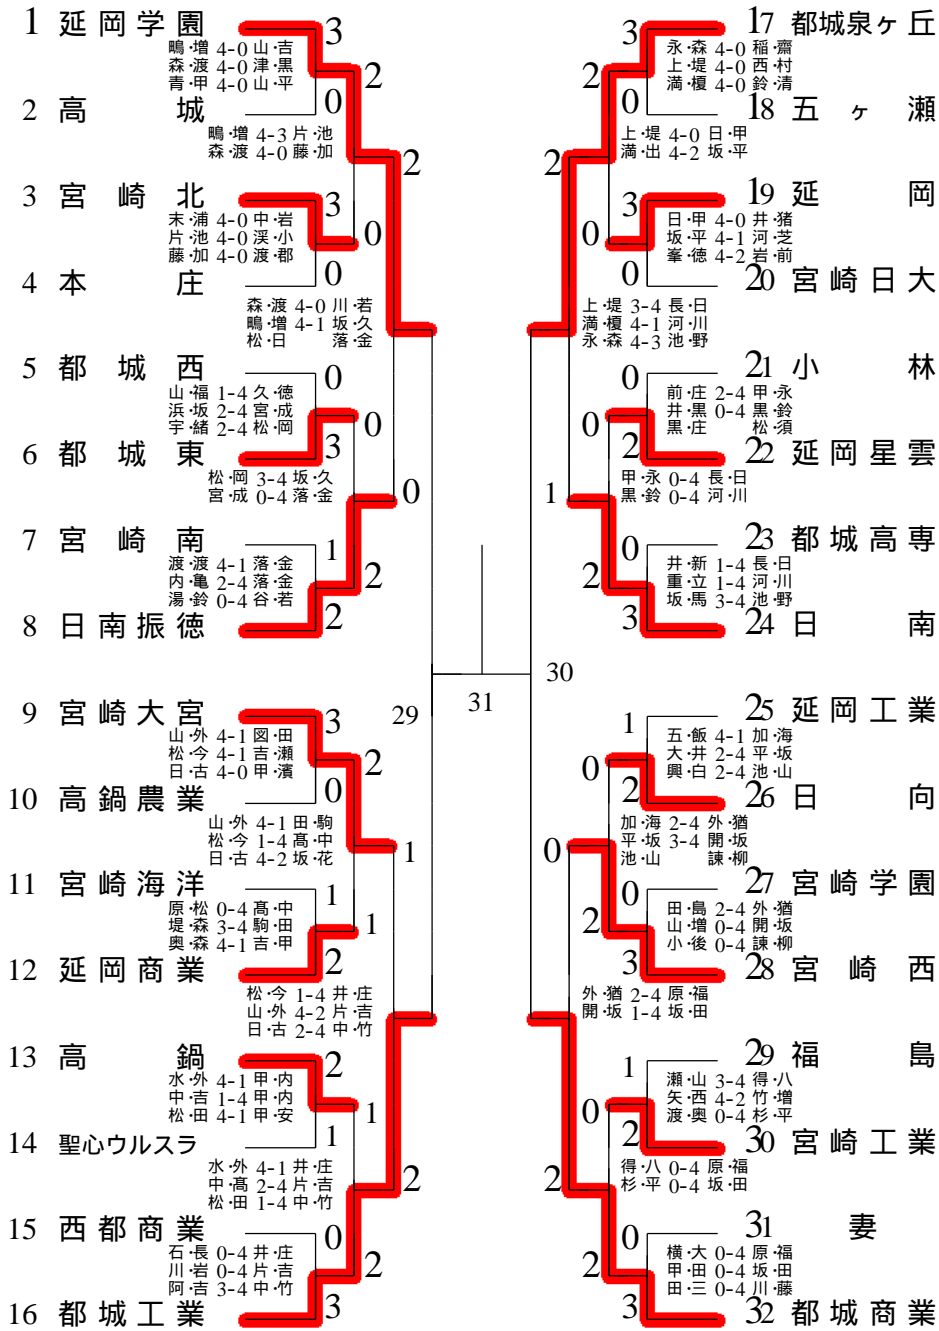 1 延岡学園
3
鴫・増 4-0 山・吉
森・渡 4-0 津・黒
青・甲 4-0 山・平
2
0
2 高城
鴫・増 4-3 片・池
森・渡 4-0 藤・加
2
3 宮崎北
3
末・浦 4-0 中・岩
片・池 4-0 渓・小
藤・加 4-0 渡・郡
0
0
4 本庄
森・渡 4-0 川・若
鴫・増 4-1 坂・久
松・日 落・金
5 都城西
0
山・福 1-4 久・徳
浜・坂 2-4 宮・成
宇・緒 2-4 松・岡
0
3
6 都城東
松・岡 3-4 坂・久
宮・成 0-4 落・金
0
7 宮崎南
1
渡・渡 4-1 落・金
内・亀 2-4 落・金
湯・鈴 0-4 谷・若
2
2
8 日南振徳
29
31
30
9 宮崎大宮
3
山・外 4-1 図・田
松・今 4-1 吉・瀬
日・古 4-0 甲・濱
2
0
10 高鍋農業
山・外 4-1 田・駒
松・今 1-4 髙・中
日・古 4-2 坂・花
1
11 宮崎海洋
1
原・松 0-4 髙・中
堤・森 3-4 駒・田
奥・森 4-1 吉・甲
1
2
12 延岡商業
松・今 1-4 井・庄
山・外 4-2 片・吉
日・古 2-4 中・竹
13 高鍋
2
水・外 4-1 甲・内
中・吉 1-4 甲・内
松・田 4-1 甲・安
1
1
14 聖心ウルスラ
水・外 4-1 井・庄
中・髙 2-4 片・吉
松・田 1-4 中・竹
2
15 西都商業
0
石・長 0-4 井・庄
川・岩 0-4 片・吉
阿・吉 3-4 中・竹
2
3
16 都城工業
17 都城泉ヶ丘
3
永・森 4-0 稲・齋
上・堤 4-0 西・村
満・榎 4-0 鈴・清
2
0
18 五ヶ瀬
上・堤 4-0 日・甲
満・出 4-2 坂・平
2
19 延岡
3
日・甲 4-0 井・猪
坂・平 4-1 河・芝
峯・徳 4-2 岩・前
0
0
20 宮崎日大
上・堤 3-4 長・日
満・榎 4-1 河・川
永・森 4-3 池・野
21 小林
0
前・庄 2-4 甲・永
井・黒 0-4 黒・鈴
黒・庄 松・須
0
2
22 延岡星雲
甲・永 0-4 長・日
黒・鈴 0-4 河・川
1
23 都城高専
0
井・新 1-4 長・日
重・立 1-4 河・川
坂・馬 3-4 池・野
2
3
24 日南
25 延岡工業
1
五・飯 4-1 加・海
大・井 2-4 平・坂
興・白 2-4 池・山
0
2
26 日向
加・海 2-4 外・猶
平・坂 3-4 開・坂
池・山 諫・柳
0
27 宮崎学園
0
田・島 2-4 外・猶
山・増 0-4 開・坂
小・後 0-4 諫・柳
2
3
28 宮崎西
外・猶 2-4 原・福
開・坂 1-4 坂・田
29 福島
1
瀬・山 3-4 得・八
矢・西 4-2 竹・増
渡・奥 0-4 杉・平
0
2
30 宮崎工業
得・八 0-4 原・福
杉・平 0-4 坂・田
2
31 妻
0
横・大 0-4 原・福
甲・田 0-4 坂・田
田・三 0-4 川・藤
2
3
32 都城商業